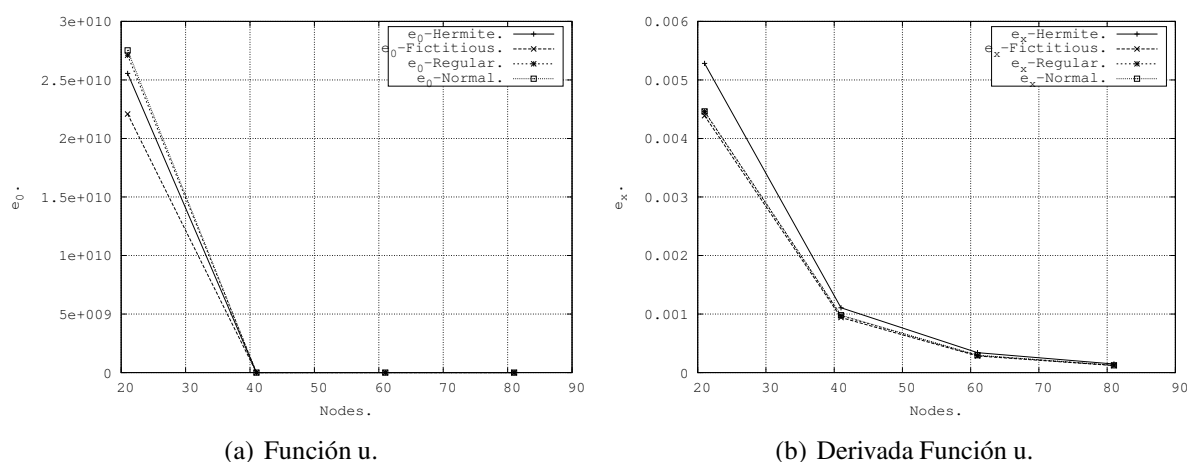 3e+010
2.5e+010
2e+010
1.5e+010
1e+010
5e+009
0
20 30 40 50 60 70 80 90
e0.
Nodes.
e0-Hermite.
e0-Fictitious.
e0-Regular.
e0-Normal.
(a) Función u.
0.006
0.005
0.004
0.003
0.002
0.001
0
20 30 40 50 60 70 80 90
ex.
Nodes.
ex-Hermite.
ex-Fictitious.
ex-Regular.
ex-Normal.
(b) Derivada Función u.